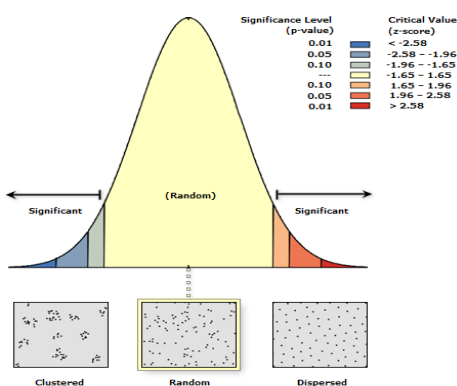 Significance Level Critical Value
(p-value) (z-score)
0.01 < -2.58
0.05 -2.58 – -1.96
0.10 -1.96 – -1.65
--- -1.65 – 1.65
0.10 1.65 – 1.96
0.05 1.96 – 2.58
0.01 > 2.58
(Random)
Significant Significant
Clustered Random Dispersed